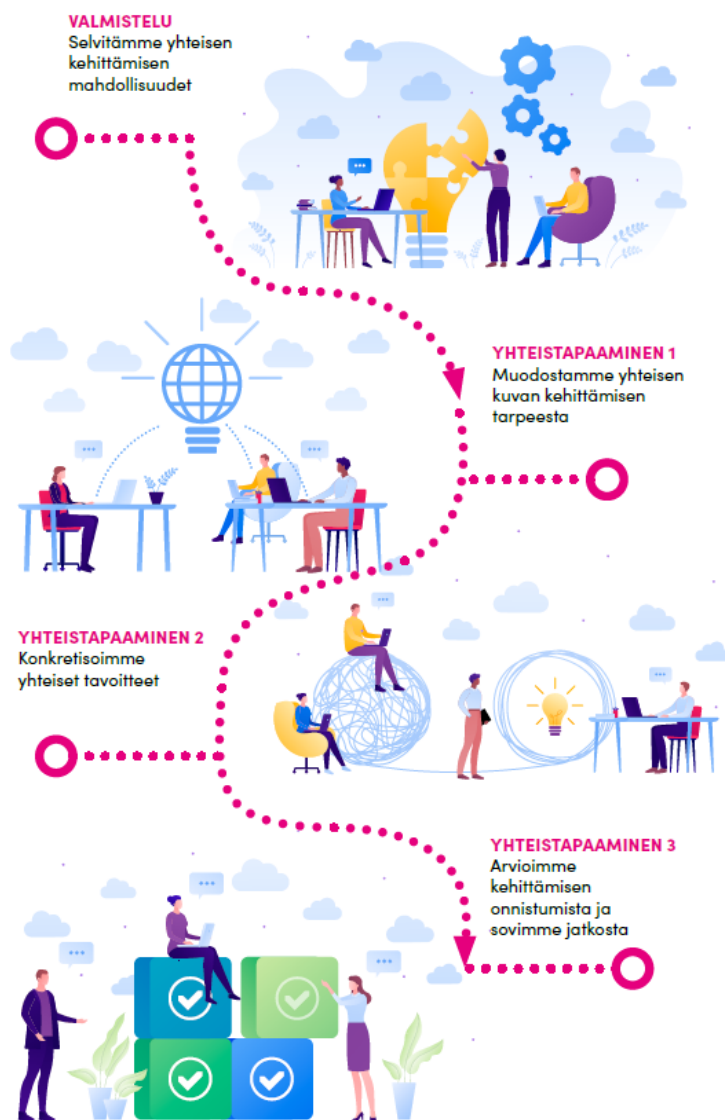 VALMISTELU
Selvitämme yhteisen
kehittämisen
mahdollisuudet
YHTEISTAPAAMINEN 1
Muodostamme yhteisen
kuvan kehittämisen
tarpeesta
YHTEISTAPAAMINEN 2
Konkretisoimme
yhteiset tavoitteet
YHTEISTAPAAMINEN 3
Arvioimme
kehittämisen
onnistumista ja
sovimme jatkosta